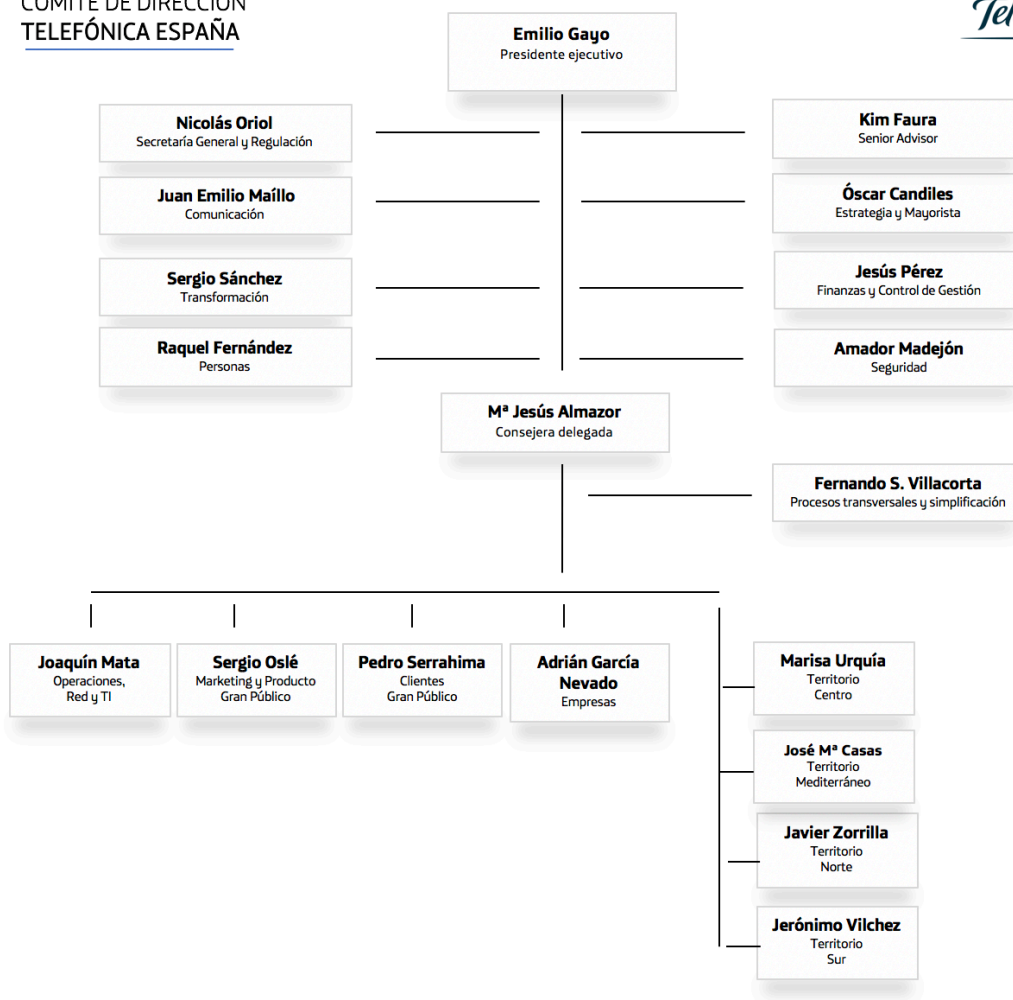 COMITÉ DE DIRECCIÓN
TELEFÓNICA ESPAÑA
Emilio Gayo
Presidente ejecutivo
Nicolás Oriol
Secretaría General y Regulación
Kim Faura
Senior Advisor
Juan Emilio Maíllo
Comunicación
Óscar Candiles
Estrategia y Mayorista
Sergio Sánchez
Transformación
Jesús Pérez
Finanzas y Control de Gestión
Raquel Fernández
Personas
Amador Madejón
Seguridad
Mª Jesús Almazor
Consejera delegada
Fernando S. Villacorta
Procesos transversales y simplificación
Joaquín Mata
Operaciones,
Red y TI
Sergio Oslé
Marketing y Producto
Gran Público
Pedro Serrahima
Clientes
Gran Público
Adrián García
Nevado
Empresas
Marisa Urquía
Territorio
Centro
José Mª Casas
Territorio
Mediterráneo
Javier Zorrilla
Territorio
Norte
Jerónimo Vilchez
Territorio
Sur